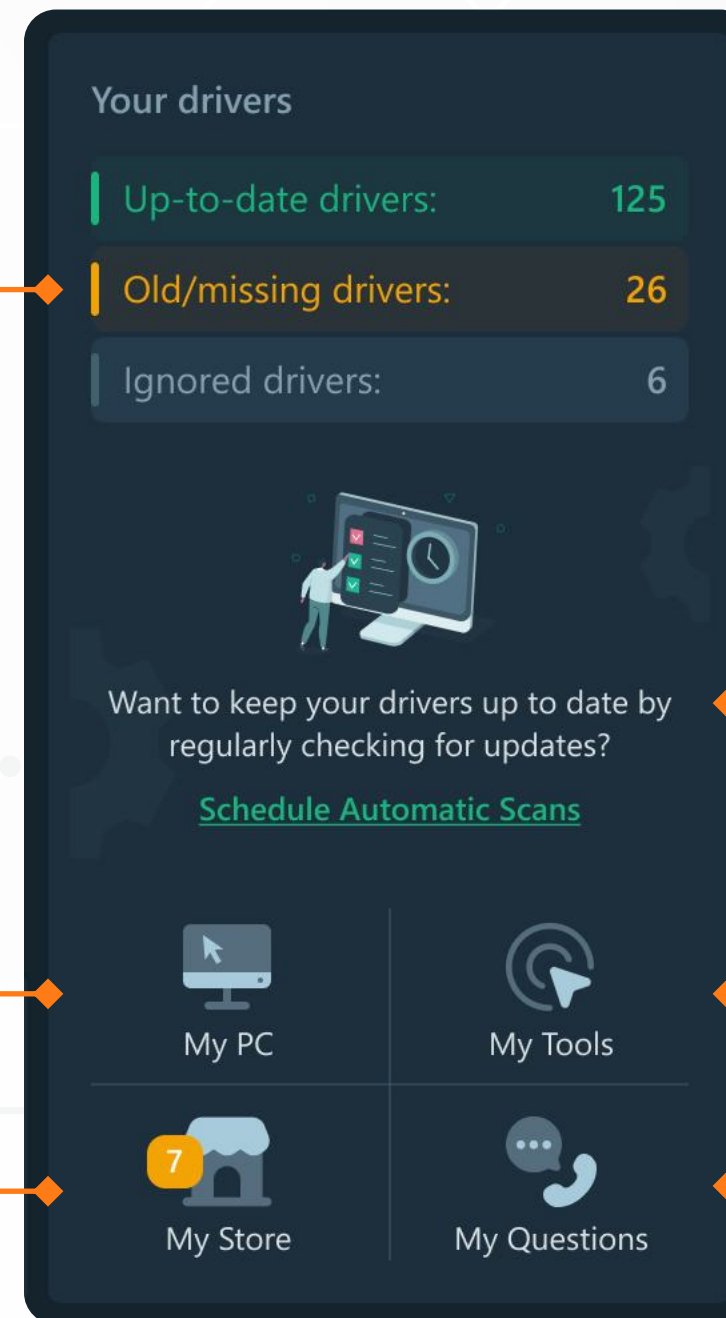 Your drivers
Up-to-date drivers: 125
Old/missing drivers: 26
Ignored drivers: 6
Want to keep your drivers up to date by
regularly checking for updates?
Schedule Automatic Scans
My PC
My Tools
7
My Store
My Questions